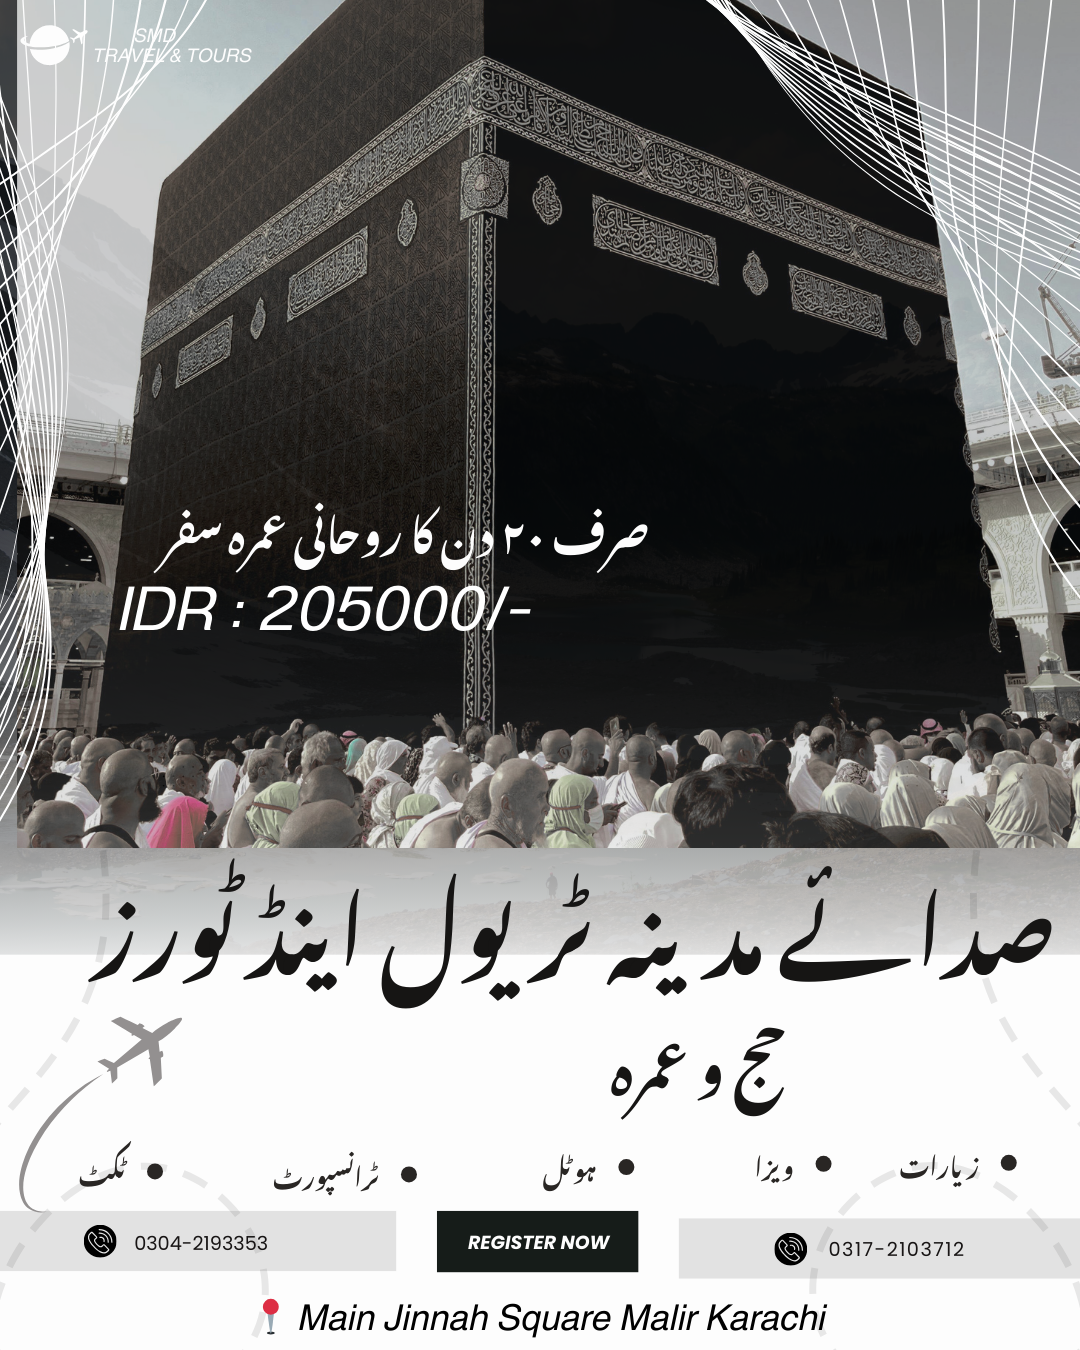 SMD
TRAVEL & TOURS
صرف ۲۰ دن کا روحانی عمرہ سفر
IDR : 205000/-
صدائے مدینہ ٹریول اینڈ ٹورز
حج و عمرہ
• زیارات • ویزا • ہوٹل • ٹرانسپورٹ • ٹکٹ
0304-2193353 REGISTER NOW 0317-2103712
Main Jinnah Square Malir Karachi